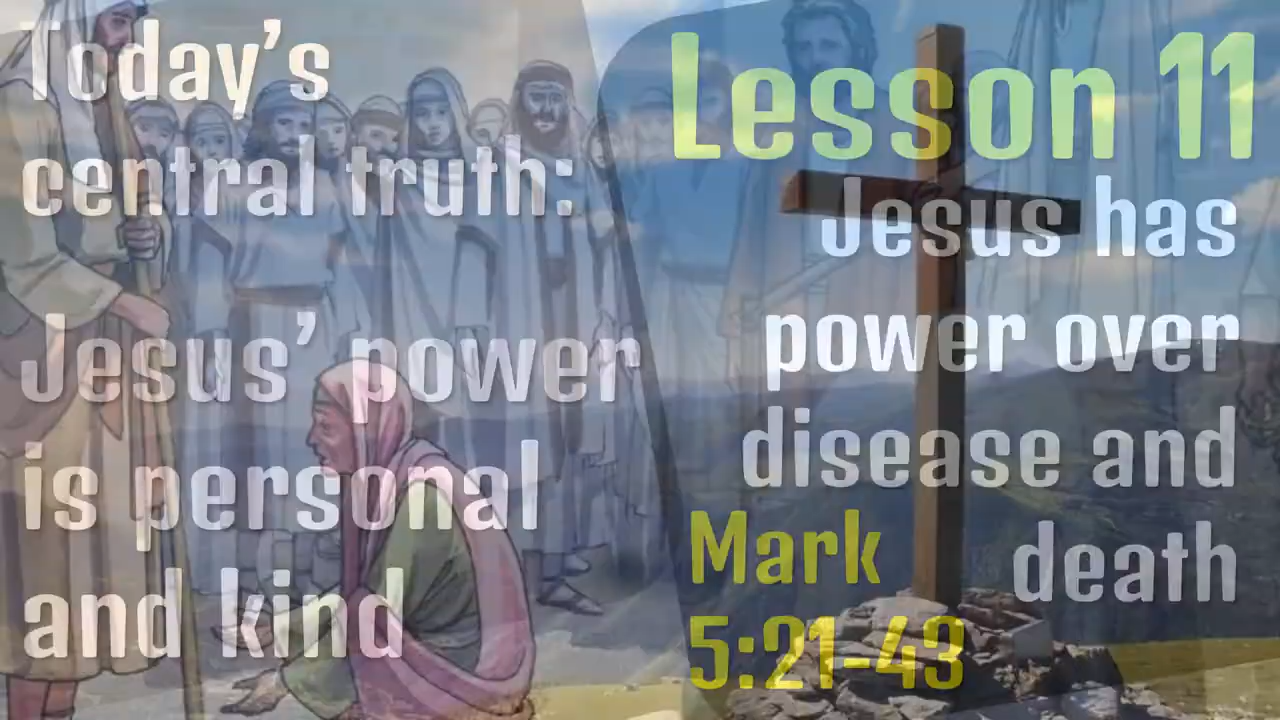 Today's
central truth:
Jesus' power
is personal
and kind
Lesson 11
Jesus has
power over
disease and
death
Mark
5:21-43